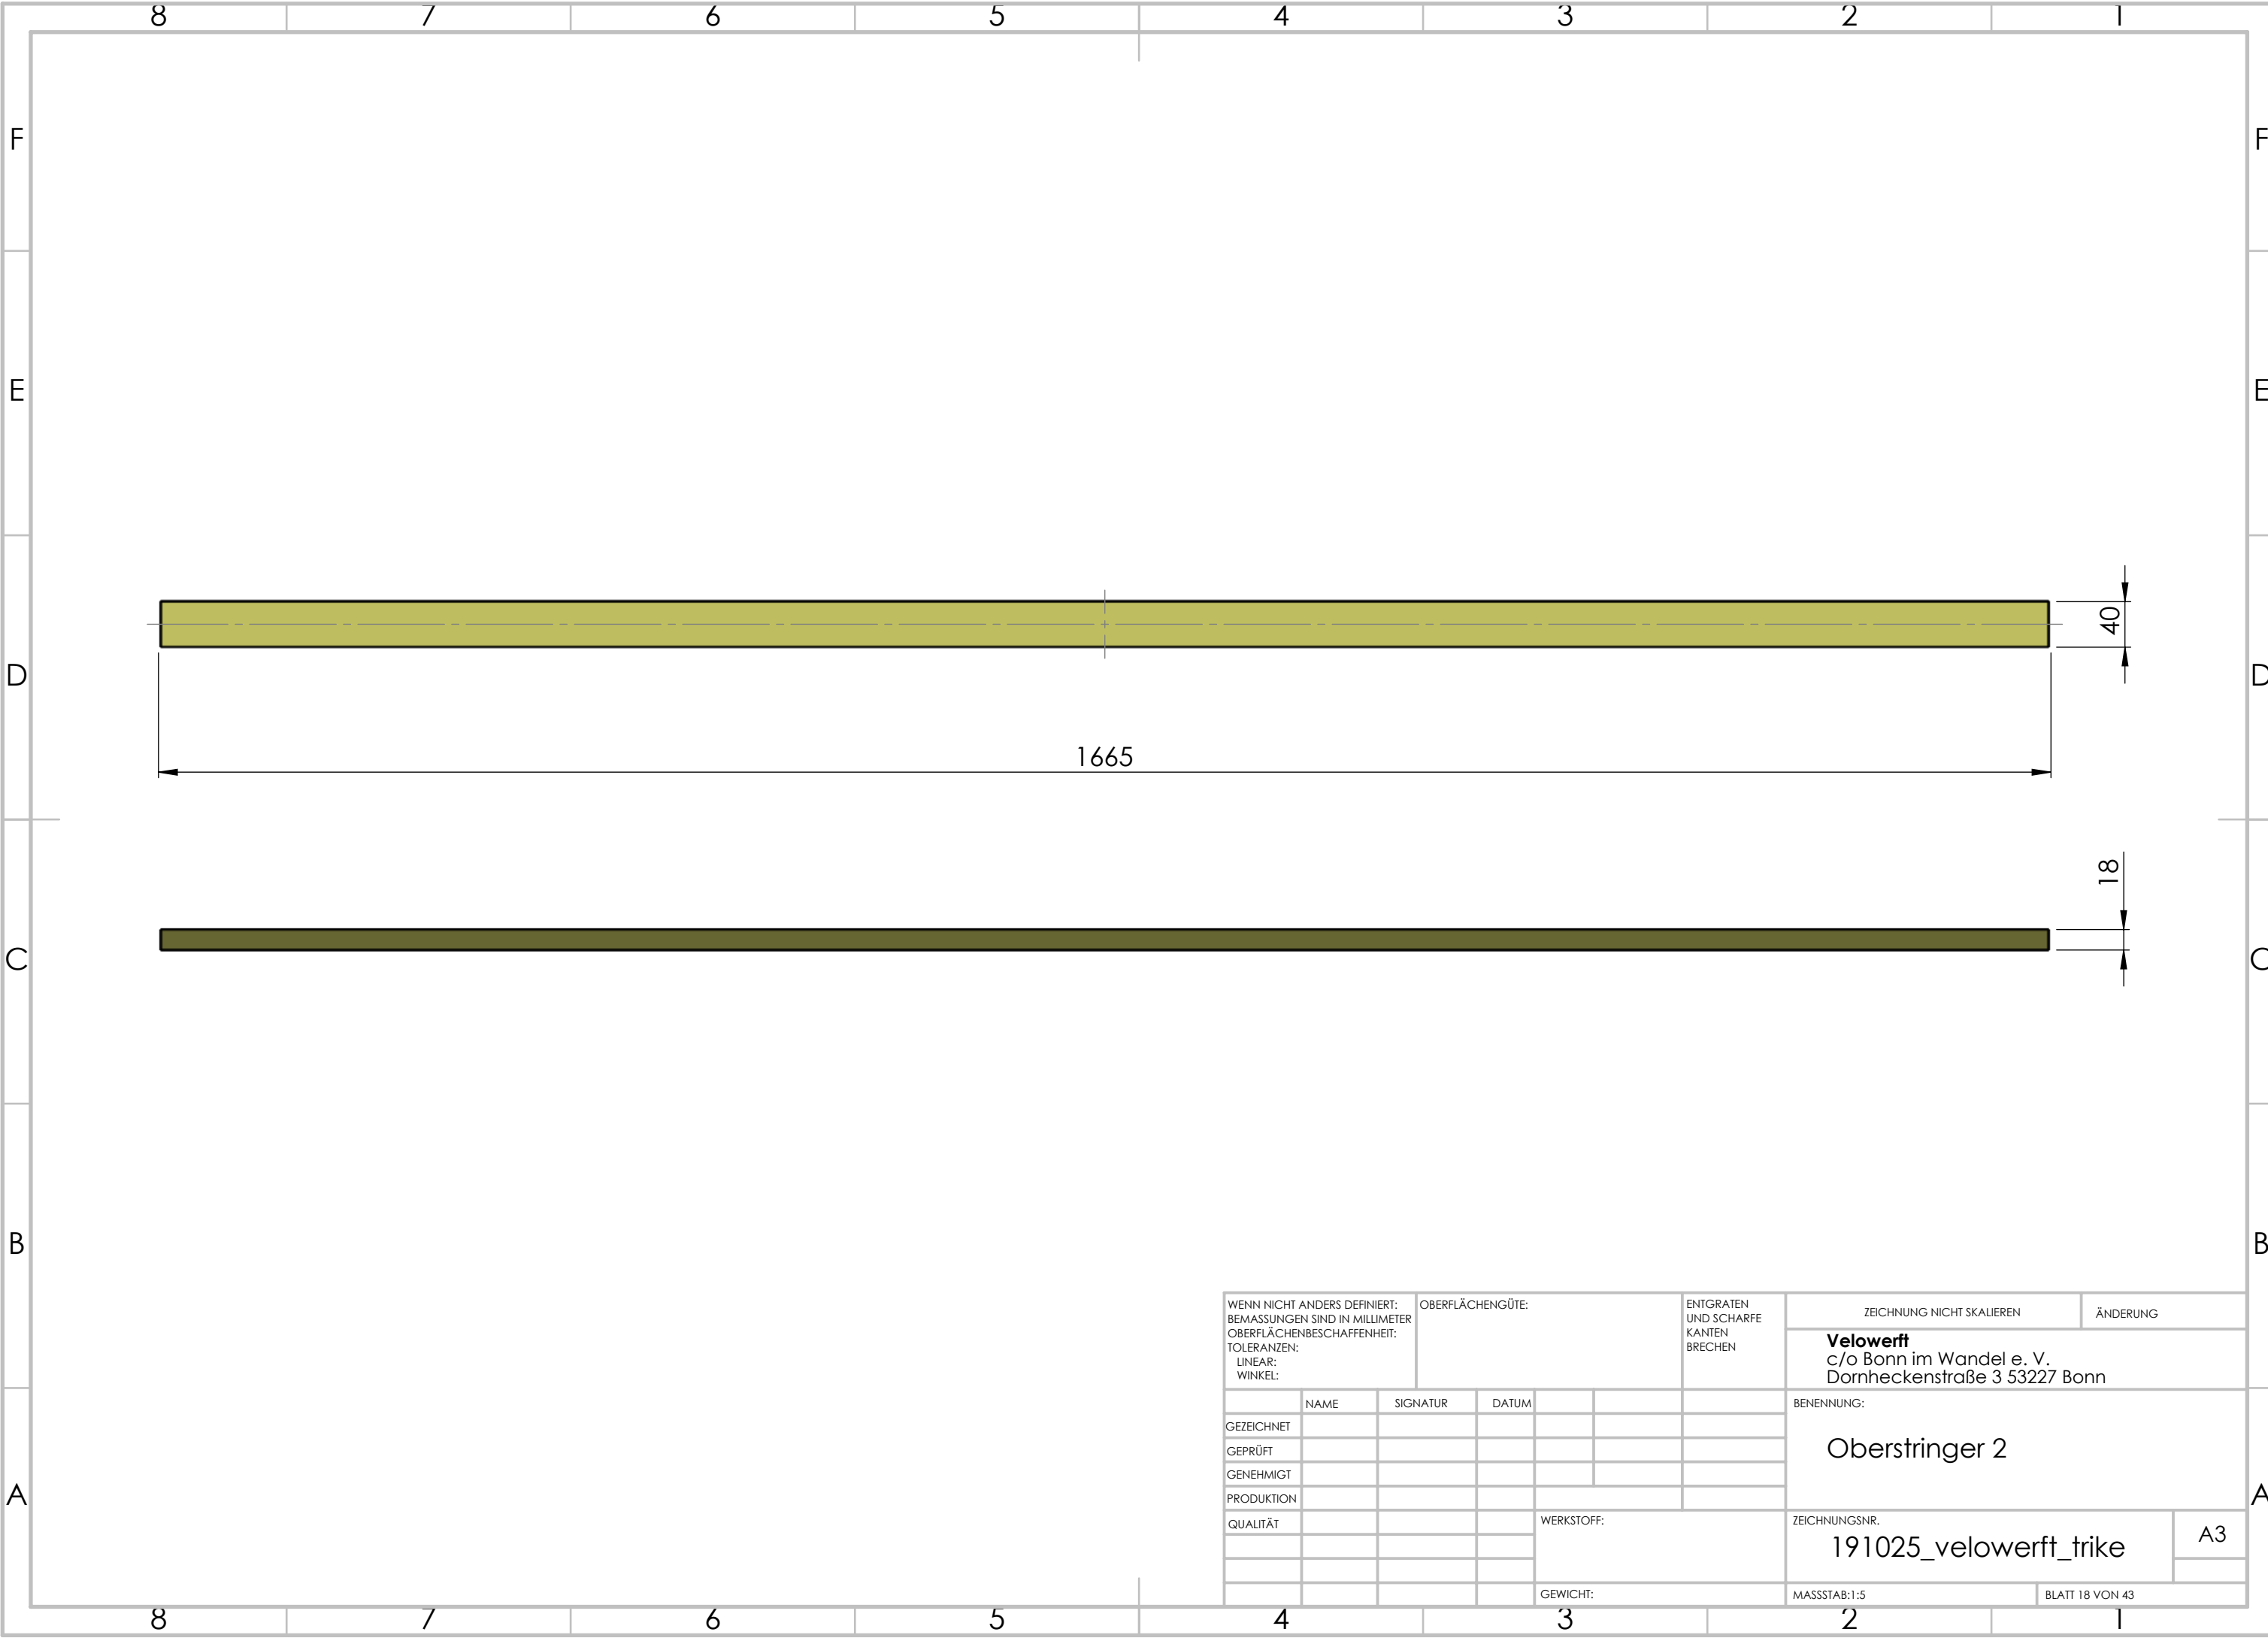 8 7 6 5 4 3 2 1
F F
E E
D D
C C
B B
A A
40
1665
18
WENN NICHT ANDERS DEFINIERT:
BEMASSUNGEN SIND IN MILLIMETER
OBERFLÄCHENBESCHAFFENHEIT:
TOLERANZEN:
LINEAR:
WINKEL:
OBERFLÄCHENGÜTE:
ENTGRATEN
UND SCHARFE
KANTEN
BRECHEN
ZEICHNUNG NICHT SKALIEREN
ÄNDERUNG
Velowerft
c/o Bonn im Wandel e. V.
Dornheckenstraße 3 53227 Bonn
NAME SIGNATUR DATUM
GEZEICHNET
GEPRÜFT
GENEHMIGT
PRODUKTION
QUALITÄT
BENENNUNG:
Oberstringer 2
WERKSTOFF:
ZEICHNUNGSNR.
191025_velowerft_trike
A3
GEWICHT:
MASSSTAB:1:5
BLATT 18 VON 43
8 7 6 5 4 3 2 1